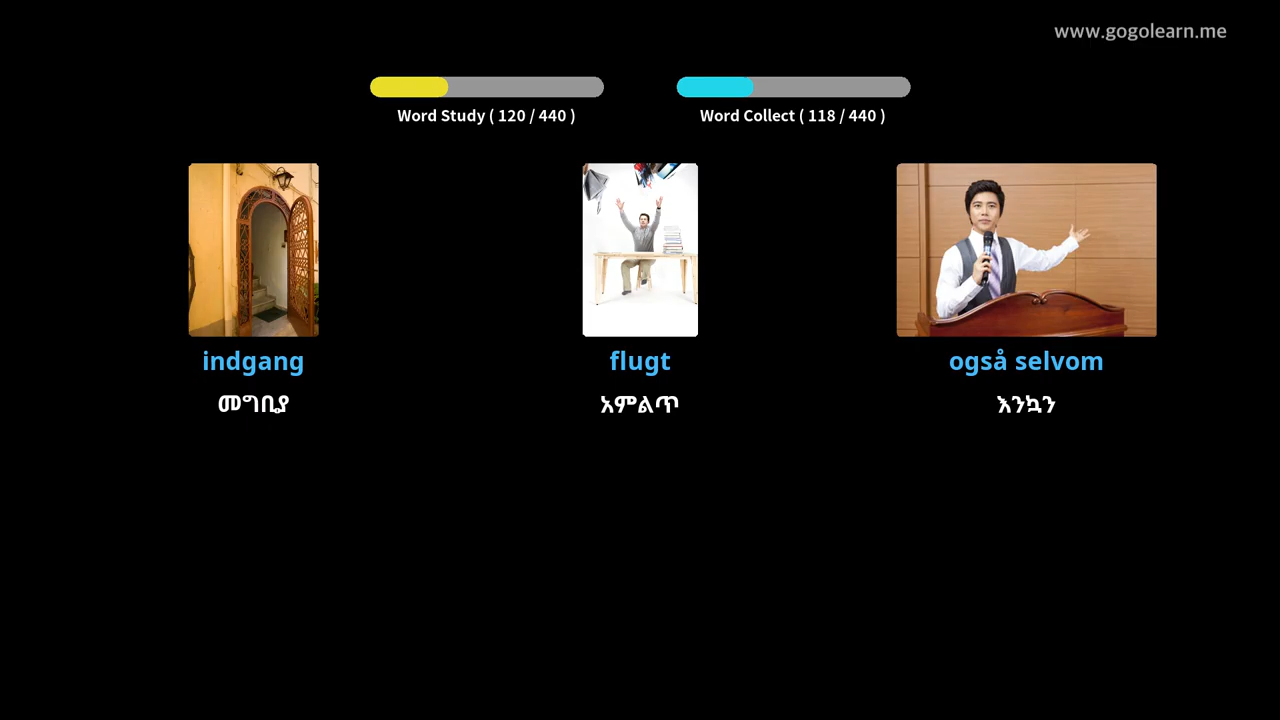 www.gogolearn.me
Word Study ( 120 / 440 )
Word Collect ( 118 / 440 )
indgang
flugt
også selvom
መግቢያ
አምልጥ
እንኳን